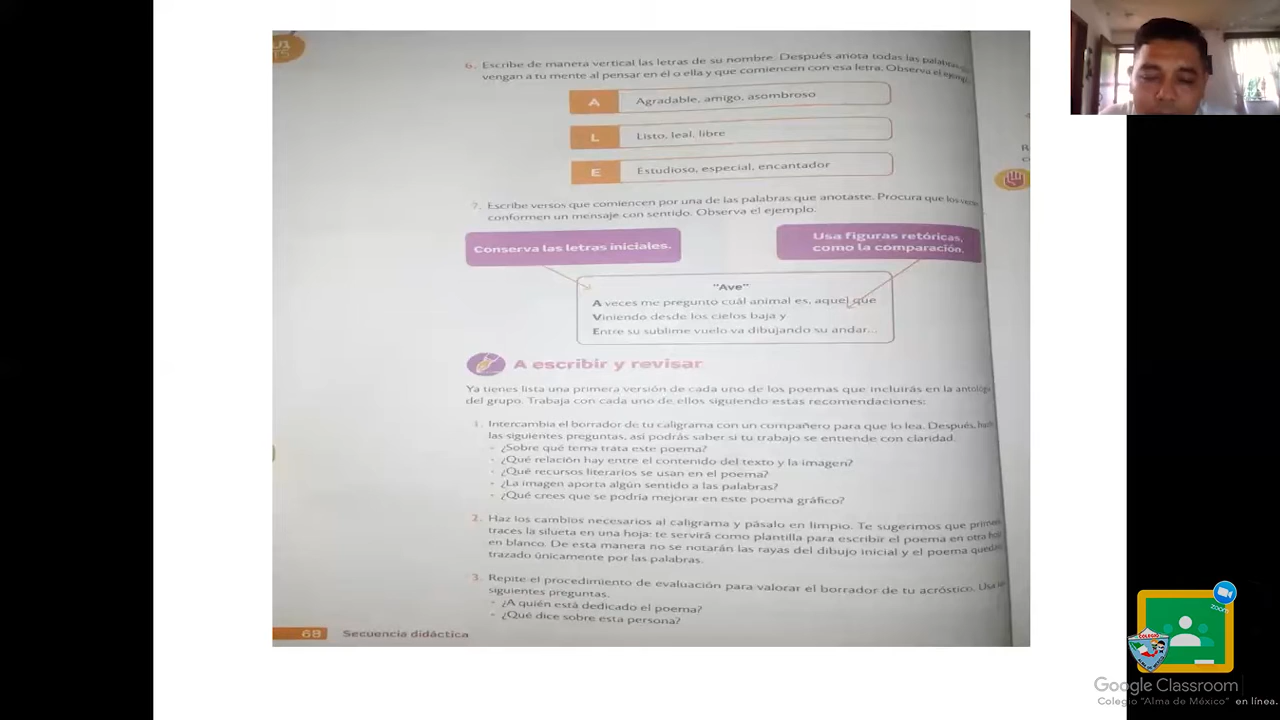 6. Escribe de manera vertical las letras de su nombre. Después anota todas las
vengan a tu mente al pensar en él o ella y que comiencen con esa letra. Observa el
A Agradable, amigo, asombroso
L Listo, leal, libre
E Estudioso, especial, encantador
7. Escribe versos que comiencen por una de las palabras que anotaste. Procura que los
conformen un mensaje con sentido. Observa el ejemplo.
Conserva las letras iniciales.
Usa figuras retóricas,
como la comparación.
"Ave"
A veces me pregunto cuál animal es, aquel que
Viniendo desde los cielos baja y
Entre su sublime vuelo va dibujando su andar...
A escribir y revisar
Ya tienes lista una primera versión de cada uno de los poemas que incluirás en la
del grupo. Trabaja con cada uno de ellos siguiendo estas recomendaciones:
1. Intercambia el borrador de tu caligrama con un compañero para que lo lea. Después,
las siguientes preguntas, así podrás saber si tu trabajo se entiende con claridad.
• ¿Sobre qué tema trata este poema?
• ¿Qué relación hay entre el contenido del texto y la imagen?
• ¿Qué recursos literarios se usan en el poema?
• ¿La imagen aporta algún sentido a las palabras?
• ¿Qué crees que se podría mejorar en este poema gráfico?
2. Haz los cambios necesarios al caligrama y pásalo en limpio. Te sugerimos que
traces la silueta en una hoja: te servirá como plantilla para escribir el poema en otra
en blanco. De esta manera no se notarán las rayas del dibujo inicial y el poema
trazado únicamente por las palabras.
3. Repite el procedimiento de evaluación para valorar el borrador de tu acróstico. Usa
siguientes preguntas.
• ¿A quién está dedicado el poema?
• ¿Qué dice sobre esta persona?
68 Secuencia didáctica
zoom
COLEGIO
Google Classroom
Colegio "Alma de México" en línea.